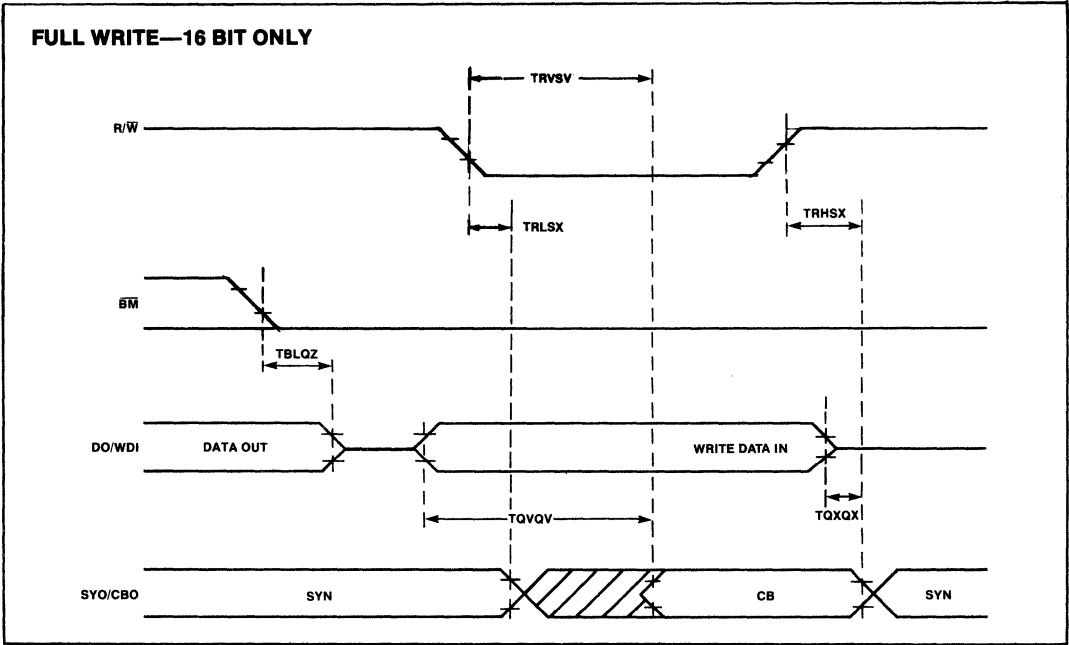 FULL WRITE—16 BIT ONLY
TRVSV
R/W̅
TRHSX
TRLSX
B̅M̅
TBLQZ
DO/WDI
DATA OUT
WRITE DATA IN
TQVQV
TQXQX
SYO/CBO
SYN
CB
SYN